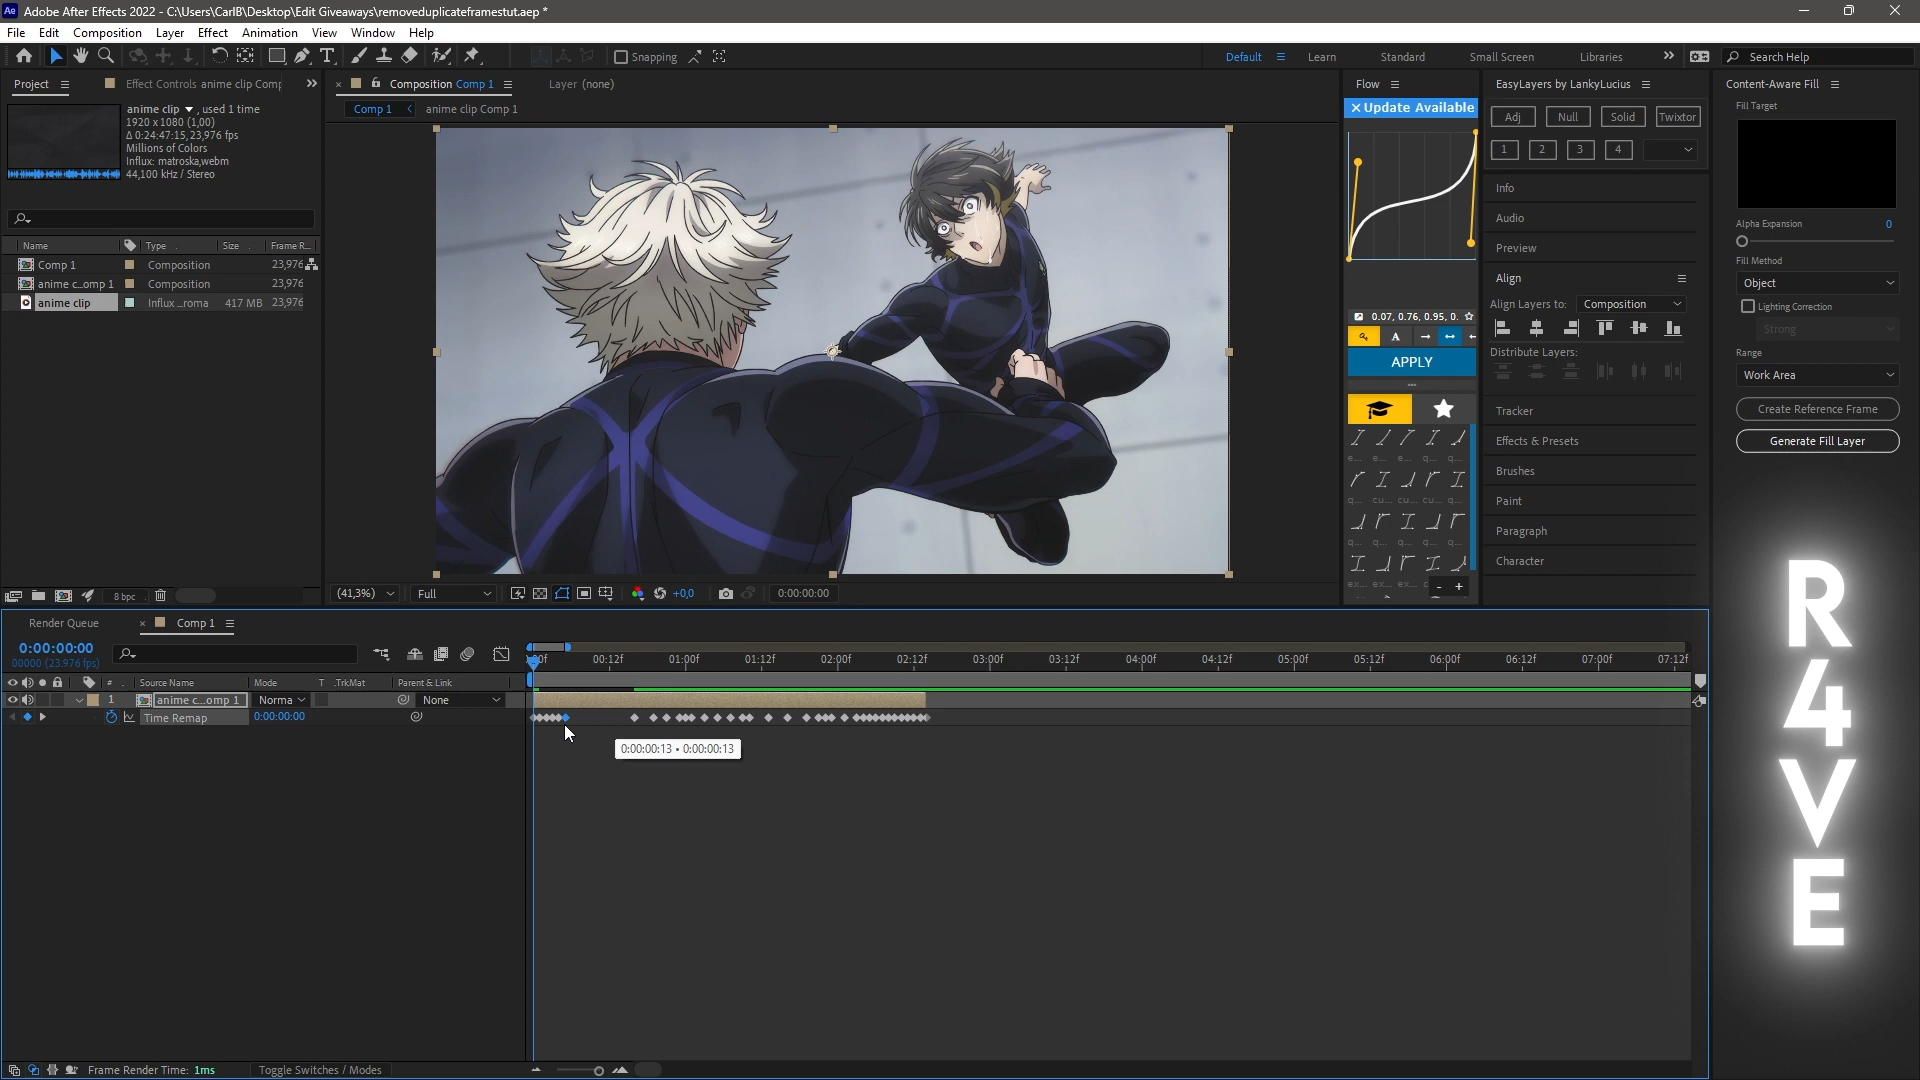 Ae Adobe After Effects 2022 - C:\Users\CarlB\Desktop\Edit Giveaways\removeduplicateframestut.aep *
File Edit Composition Layer Effect Animation View Window Help
Snapping
Default Learn Standard Small Screen Libraries Search Help
Project Effect Controls anime clip Comp
anime clip , used 1 time
1920 x 1080 (1,00)
Δ 0:24:47:15, 23,976 fps
Millions of Colors
Influx: matroska,webm
44,100 kHz / Stereo
Name Type Size Frame R...
Comp 1 Composition 23,976
anime c...omp 1 Composition 23,976
anime clip Influx ...roma 417 MB 23,976
8 bpc
Composition Comp 1 Layer (none)
Comp 1 anime clip Comp 1
(41,3%) Full +0,0 0:00:00:00
Flow
Update Available
0.07, 0.76, 0.95, 0.
A
APPLY
EasyLayers by LankyLucius
Adj Null Solid Twixtor
1 2 3 4
Info
Audio
Preview
Align
Align Layers to: Composition
Distribute Layers:
Tracker
Effects & Presets
Brushes
Paint
Paragraph
Character
Content-Aware Fill
Fill Target
Alpha Expansion 0
Fill Method
Object
Lighting Correction
Strong
Range
Work Area
Create Reference Frame
Generate Fill Layer
R
4
V
E
Render Queue Comp 1
0:00:00:00
00000 (23.976 fps)
00:12f 01:00f 01:12f 02:00f 02:12f 03:00f 03:12f 04:00f 04:12f 05:00f 05:12f 06:00f 06:12f 07:00f 07:12f
# Source Name Mode T .TrkMat Parent & Link
1 anime c...omp 1 Norma None
Time Remap 0:00:00:00
0:00:00:13 • 0:00:00:13
Frame Render Time: 1ms Toggle Switches / Modes